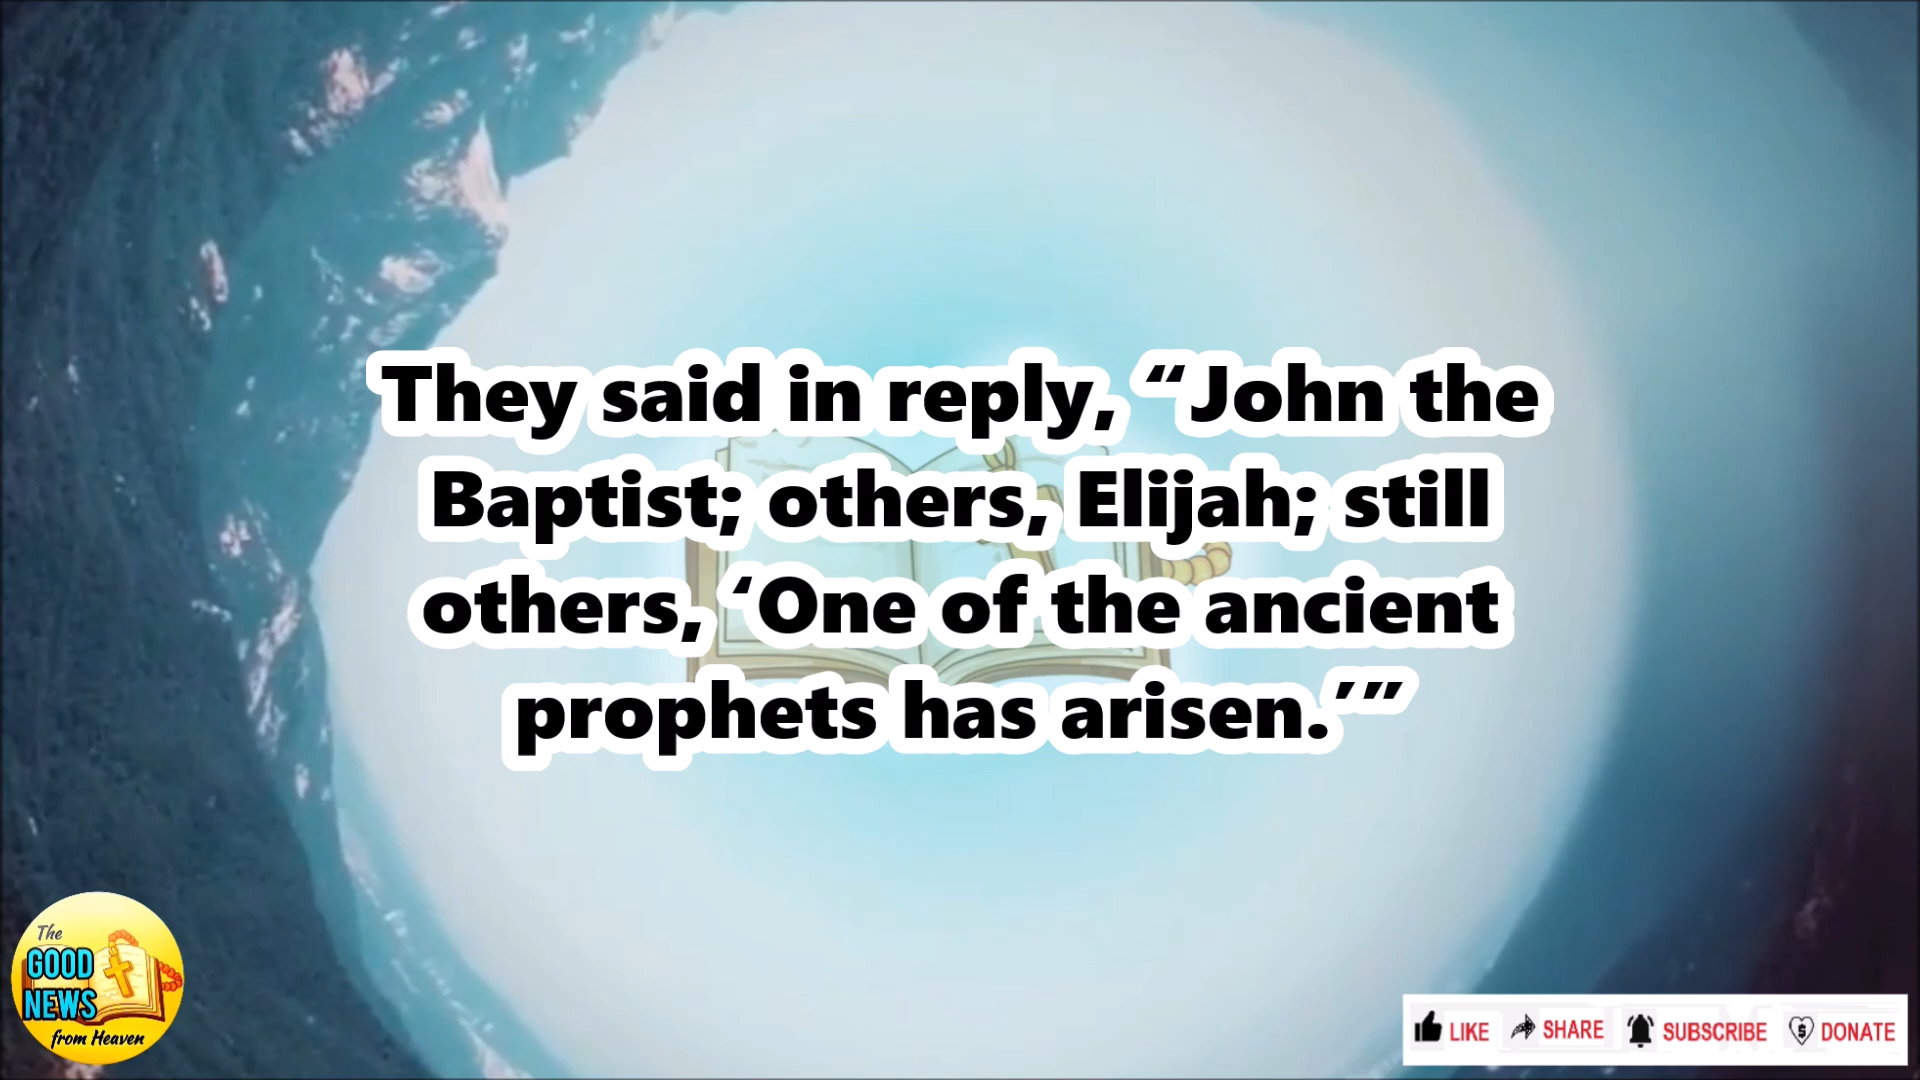 They said in reply, “John the
Baptist; others, Elijah; still
others, ‘One of the ancient
prophets has arisen.’”
The
GOOD
NEWS
from Heaven
LIKE SHARE SUBSCRIBE DONATE